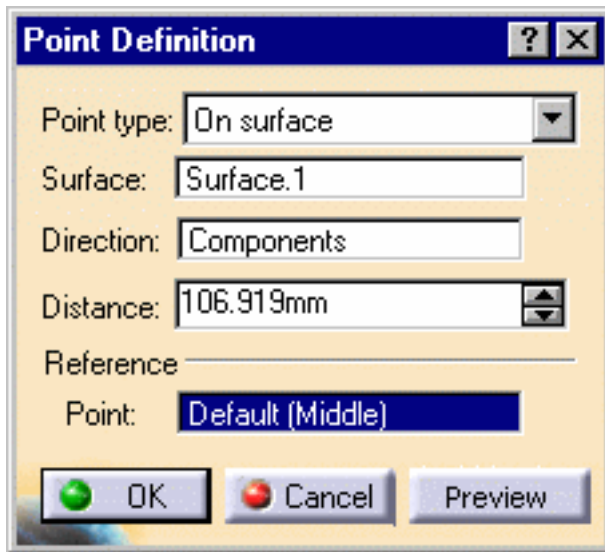 Point Definition ? X
Point type: On surface
Surface: Surface.1
Direction: Components
Distance: 106.919mm
Reference
Point: Default (Middle)
OK Cancel Preview